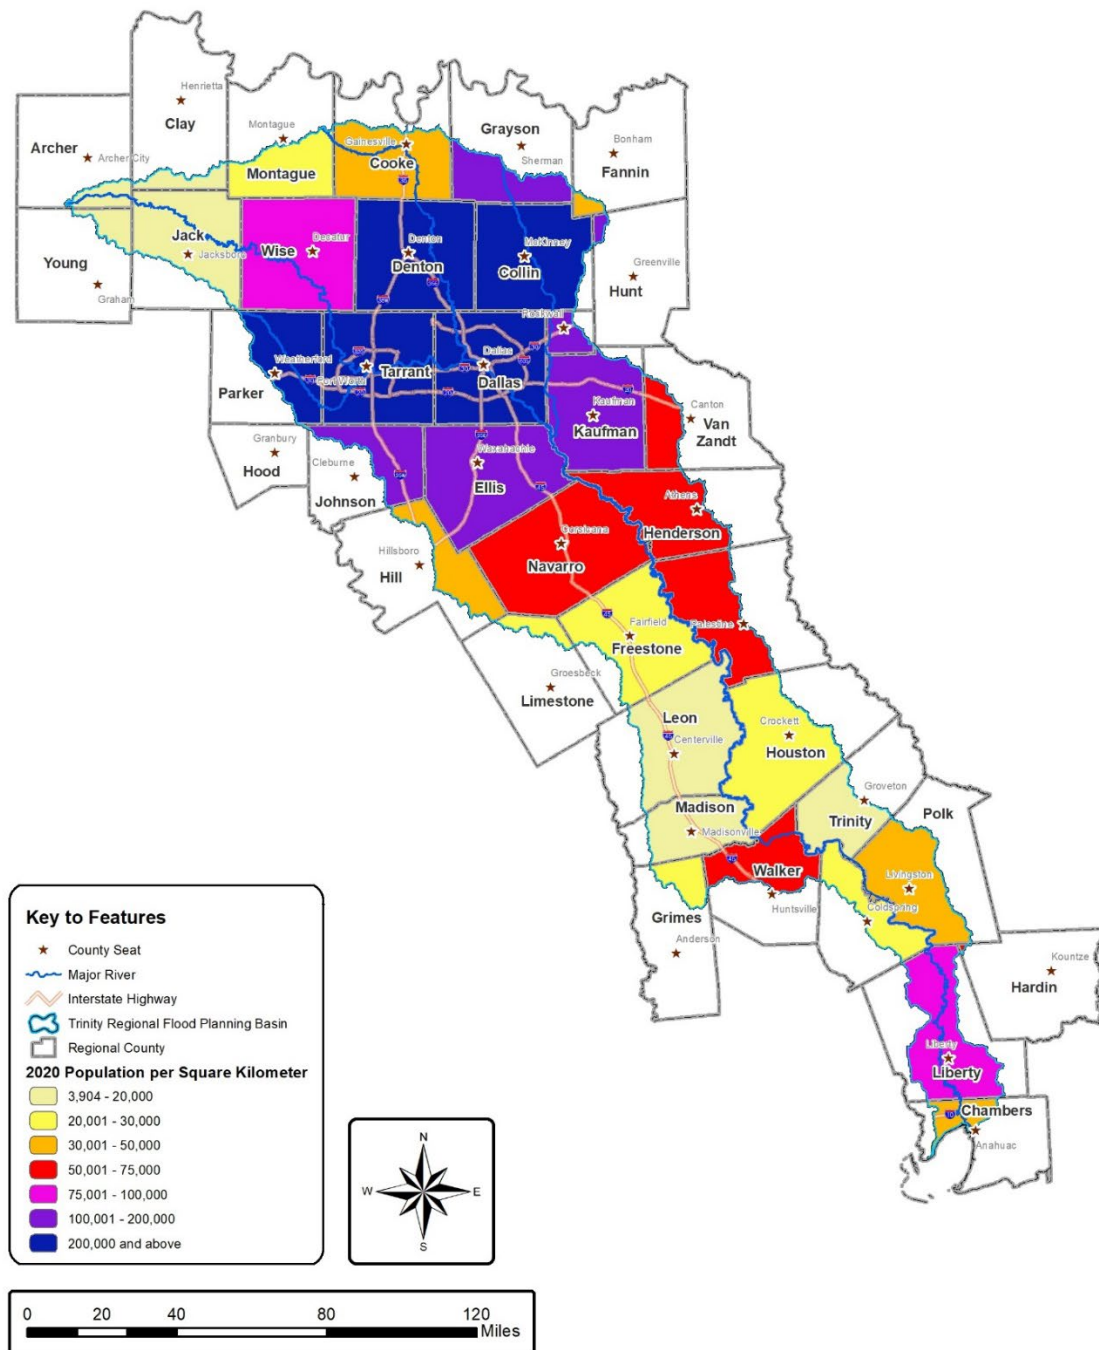 Henrietta
Clay
Archer
Archer City
Montague
Montague
Gainesville
Cooke
Grayson
Sherman
Bonham
Fannin
Jack
Jacksboro
Young
Graham
Wise
Decatur
Denton
Denton
McKinney
Collin
Greenville
Hunt
Rockwall
Weatherford
Parker
Fort Worth
Tarrant
Dallas
Dallas
Kaufman
Kaufman
Canton
Van
Zandt
Granbury
Hood
Cleburne
Johnson
Waxahachie
Ellis
Athens
Henderson
Corsicana
Navarro
Hillsboro
Hill
Fairfield
Freestone
Palestine
Groesbeck
Limestone
Leon
Centerville
Crockett
Houston
Madison
Madisonville
Groveton
Trinity
Polk
Livingston
Walker
Huntsville
Coldspring
Grimes
Anderson
Kountze
Hardin
Liberty
Liberty
Chambers
Anahuac
Key to Features
County Seat
Major River
Interstate Highway
Trinity Regional Flood Planning Basin
Regional County
2020 Population per Square Kilometer
3,904 - 20,000
20,001 - 30,000
30,001 - 50,000
50,001 - 75,000
75,001 - 100,000
100,001 - 200,000
200,000 and above
N
W E
S
0 20 40 80 120
Miles